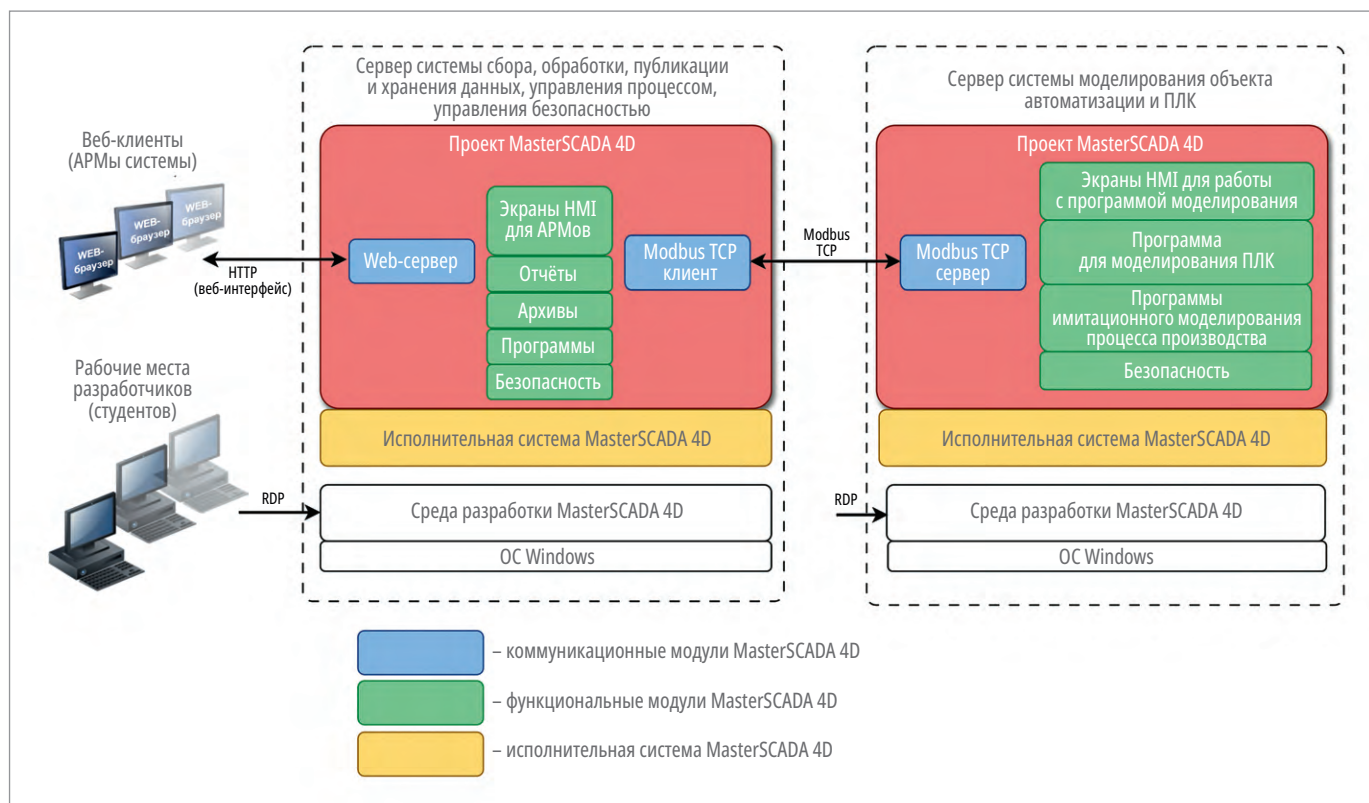 Сервер системы сбора, обработки, публикации
и хранения данных, управления процессом,
управления безопасностью
Сервер системы моделирования объекта
автоматизации и ПЛК
Веб-клиенты
(АРМы системы)
WEB-
браузер
WEB-
браузер
WEB-
браузер
HTTP
(веб-интерфейс)
Проект MasterSCADA 4D
Web-сервер
Экраны HMI
для АРМов
Отчёты
Архивы
Программы
Безопасность
Modbus TCP
клиент
Modbus
TCP
Проект MasterSCADA 4D
Modbus TCP
сервер
Экраны HMI для работы
с программой моделирования
Программа
для моделирования ПЛК
Программы
имитационного моделирования
процесса производства
Безопасность
Рабочие места
разработчиков
(студентов)
Исполнительная система MasterSCADA 4D
Исполнительная система MasterSCADA 4D
RDP
Среда разработки MasterSCADA 4D
ОС Windows
RDP
Среда разработки MasterSCADA 4D
ОС Windows
– коммуникационные модули MasterSCADA 4D
– функциональные модули MasterSCADA 4D
– исполнительная система MasterSCADA 4D